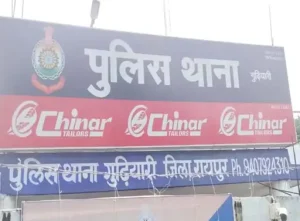 पुलिस थाना गुढ़ियारी
Chinar Chinar Chinar
TAILORS TAILORS TAILORS
पुलिस थाना गुढ़ियारी जिला रायपुर Ph. 9407924310